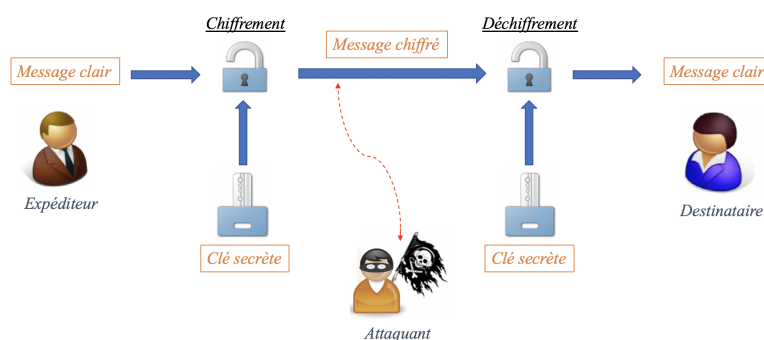 Chiffrement
Déchiffrement
Message chiffré
Message clair
Message clair
Expéditeur
Destinataire
Clé secrète
Clé secrète
Attaquant